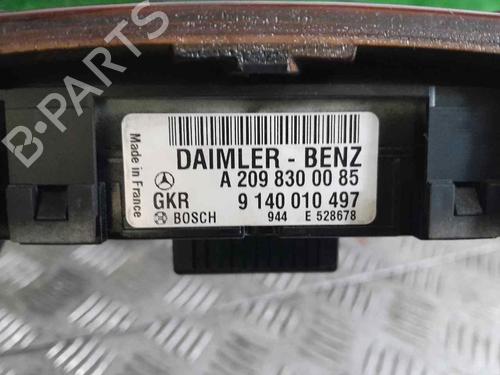 B-PARTS
Made in France
DAIMLER - BENZ
A 209 830 00 85
GKR 9 140 010 497
BOSCH 944 E 528678